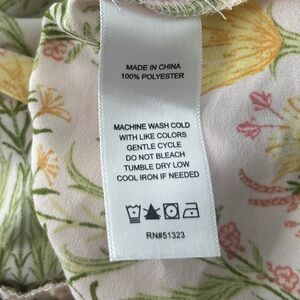 MADE IN CHINA
100% POLYESTER
MACHINE WASH COLD
WITH LIKE COLORS
GENTLE CYCLE
DO NOT BLEACH
TUMBLE DRY LOW
COOL IRON IF NEEDED
RN#51323